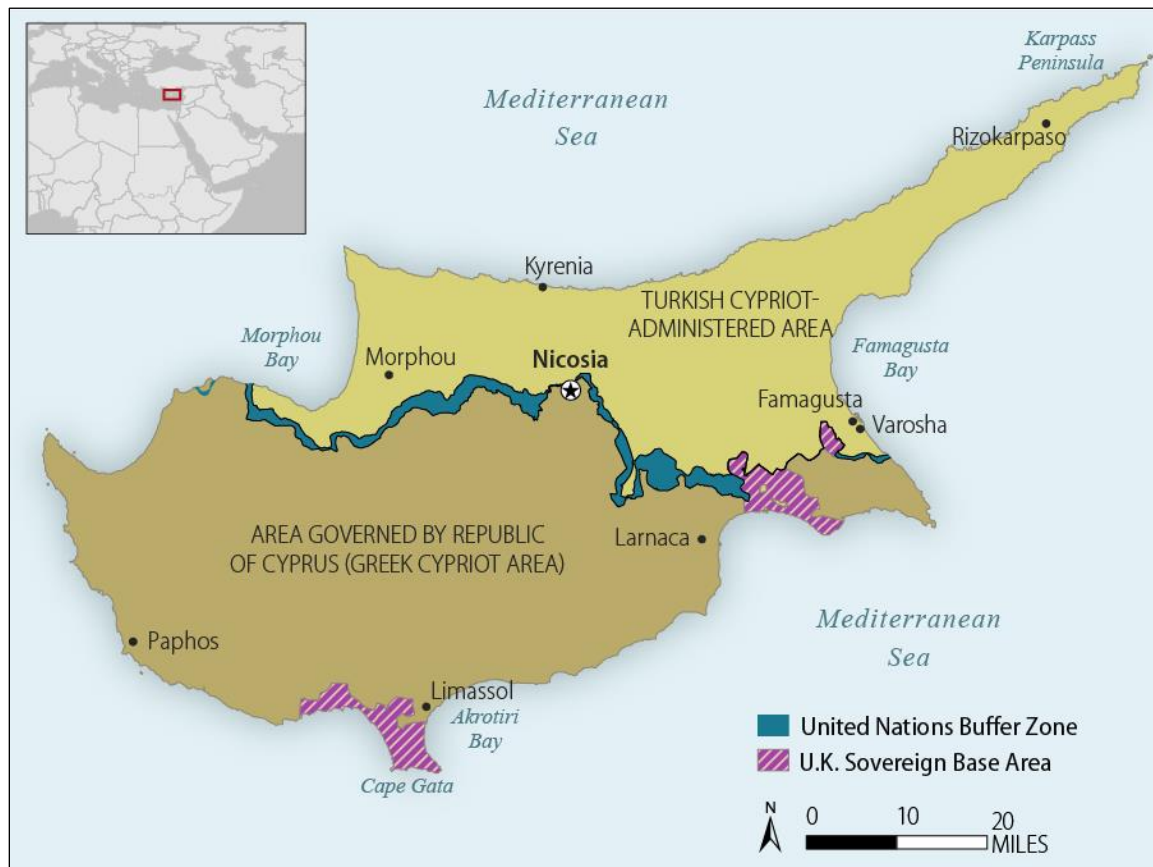 Karpass
Peninsula
Mediterranean
Sea
Rizokarpaso
Kyrenia
TURKISH CYPRIOT-
ADMINISTERED AREA
Morphou
Bay
Famagusta
Bay
Morphou
Nicosia
Famagusta
Varosha
AREA GOVERNED BY REPUBLIC
OF CYPRUS (GREEK CYPRIOT AREA)
Larnaca
Paphos
Mediterranean
Sea
Limassol
Akrotiri
Bay
Cape Gata
United Nations Buffer Zone
U.K. Sovereign Base Area
N
0 10 20
MILES